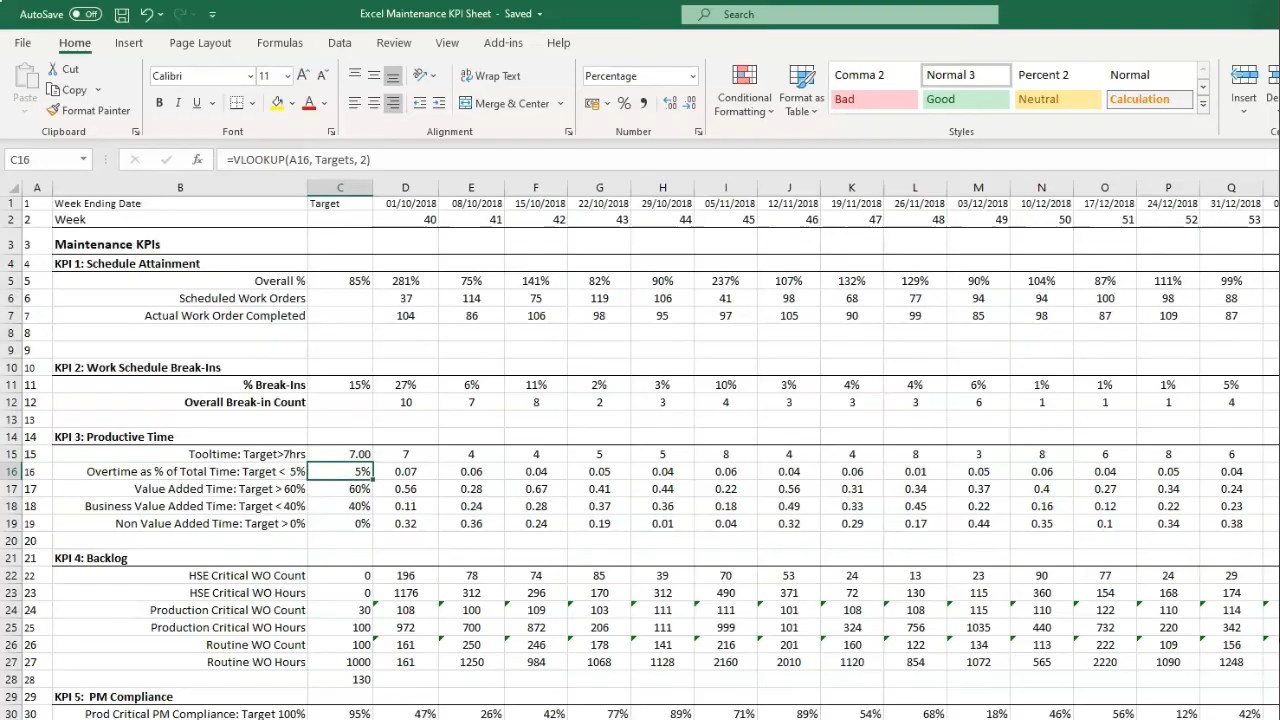 AutoSave Off Excel Maintenance KPI Sheet - Saved Search
File Home Insert Page Layout Formulas Data Review View Add-ins Help
Paste Cut Calibri 11 A A Wrap Text Percentage Conditional Formatting Format as Table Comma 2 Normal 3 Percent 2 Normal Insert
Copy Format Painter B I U A Merge & Center % Bad Good Neutral Calculation
Clipboard Font Alignment Number Styles
C16 fx =VLOOKUP(A16, Targets, 2)
A B C D E F G H I J K L M N O P Q
1 1 Week Ending Date Target 01/10/2018 08/10/2018 15/10/2018 22/10/2018 29/10/2018 05/11/2018 12/11/2018 19/11/2018 26/11/2018 03/12/2018 10/12/2018 17/12/2018 24/12/2018 31/12/2018
2 2 Week 40 41 42 43 44 45 46 47 48 49 50 51 52 53
3 3 Maintenance KPIs
4 4 KPI 1: Schedule Attainment
5 5 Overall % 85% 281% 75% 141% 82% 90% 237% 107% 132% 129% 90% 104% 87% 111% 99%
6 6 Scheduled Work Orders 37 114 75 119 106 41 98 68 77 94 94 100 98 88
7 7 Actual Work Order Completed 104 86 106 98 95 97 105 90 99 85 98 87 109 87
8 8
9 9
10 10 KPI 2: Work Schedule Break-Ins
11 11 % Break-Ins 15% 27% 6% 11% 2% 3% 10% 3% 4% 4% 6% 1% 1% 1% 5%
12 12 Overall Break-in Count 10 7 8 2 3 4 3 3 3 6 1 1 1 4
13 13
14 14 KPI 3: Productive Time
15 15 Tooltime: Target>7hrs 7.00 7 4 4 5 5 8 4 4 8 3 8 6 8 6
16 16 Overtime as % of Total Time: Target < 5% 5% 0.07 0.06 0.04 0.05 0.04 0.06 0.04 0.06 0.01 0.05 0.06 0.04 0.05 0.04
17 17 Value Added Time: Target > 60% 60% 0.56 0.28 0.67 0.41 0.44 0.22 0.56 0.31 0.34 0.37 0.4 0.27 0.34 0.24
18 18 Business Value Added Time: Target < 40% 40% 0.11 0.24 0.28 0.37 0.36 0.18 0.49 0.33 0.45 0.22 0.16 0.12 0.22 0.23
19 19 Non Value Added Time: Target > 0% 0% 0.32 0.36 0.24 0.19 0.01 0.04 0.32 0.29 0.17 0.44 0.35 0.1 0.34 0.38
20 20
21 21 KPI 4: Backlog
22 22 HSE Critical WO Count 0 196 78 74 85 39 70 53 24 13 23 90 77 24 29
23 23 HSE Critical WO Hours 0 1176 312 296 170 312 490 371 72 130 115 360 154 168 174
24 24 Production Critical WO Count 30 108 100 109 103 111 111 101 108 108 115 110 122 110 114
25 25 Production Critical WO Hours 100 972 700 872 206 111 999 101 324 756 1035 440 732 220 342
26 26 Routine WO Count 100 161 250 246 178 141 216 201 160 122 134 113 222 109 156
27 27 Routine WO Hours 1000 161 1250 984 1068 1128 2160 2010 1120 854 1072 565 2220 1090 1248
28 28 130
29 29 KPI 5: PM Compliance
30 30 Prod Critical PM Compliance: Target 100% 95% 47% 26% 42% 77% 89% 71% 89% 54% 68% 18% 46% 56% 12% 42%